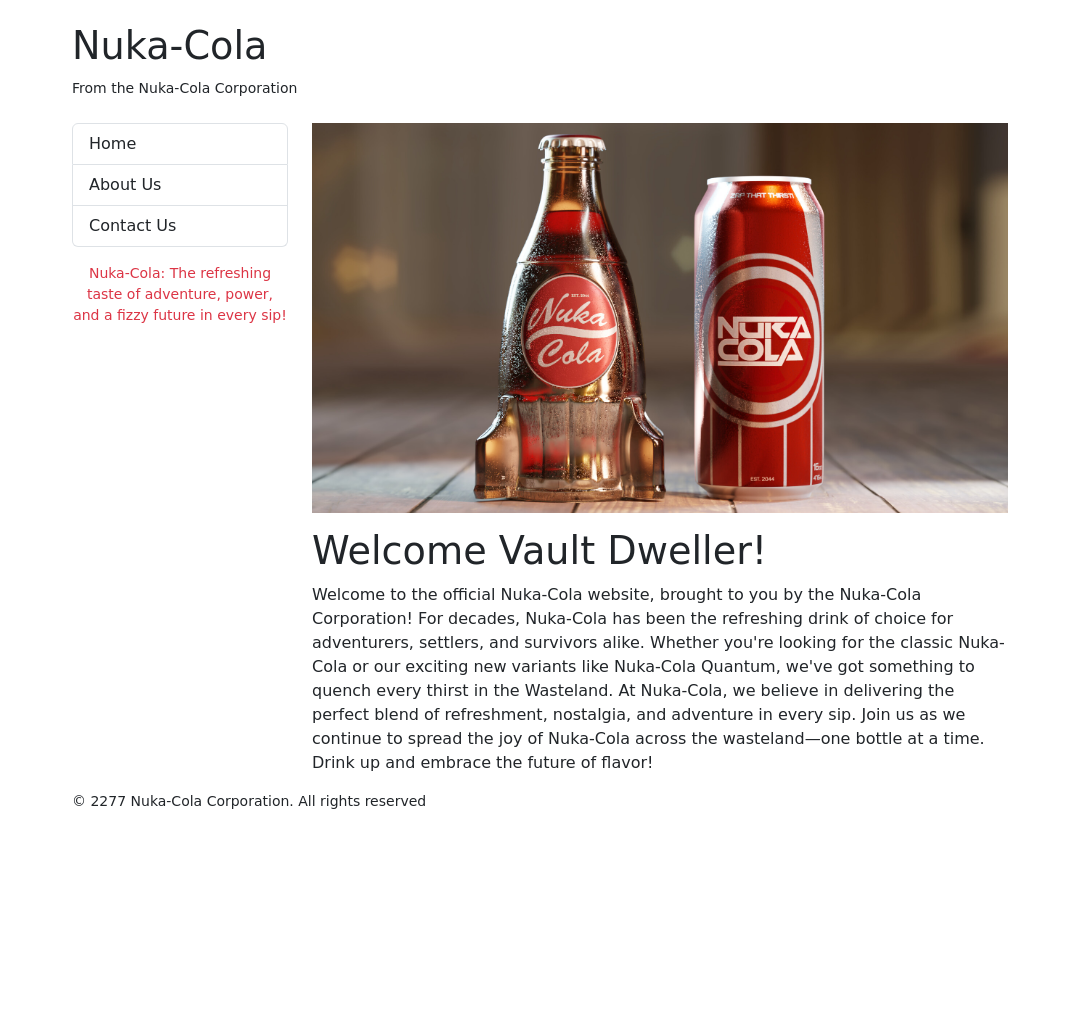 Nuka-Cola
From the Nuka-Cola Corporation
Home
About Us
Contact Us
Nuka-Cola: The refreshing
taste of adventure, power,
and a fizzy future in every sip!
Nuka
Cola
ZAP THAT THIRST!
NUKA
COLA
EST. 2044
Welcome Vault Dweller!
Welcome to the official Nuka-Cola website, brought to you by the Nuka-Cola
Corporation! For decades, Nuka-Cola has been the refreshing drink of choice for
adventurers, settlers, and survivors alike. Whether you're looking for the classic Nuka-
Cola or our exciting new variants like Nuka-Cola Quantum, we've got something to
quench every thirst in the Wasteland. At Nuka-Cola, we believe in delivering the
perfect blend of refreshment, nostalgia, and adventure in every sip. Join us as we
continue to spread the joy of Nuka-Cola across the wasteland—one bottle at a time.
Drink up and embrace the future of flavor!
© 2277 Nuka-Cola Corporation. All rights reserved